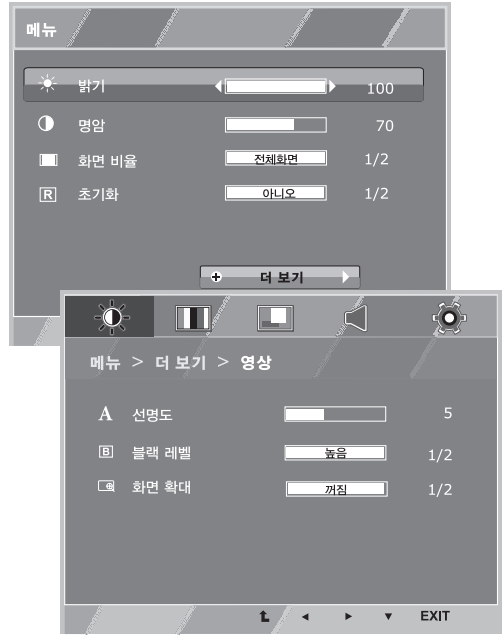 메뉴
밝기 100
명암 70
화면 비율 전체화면 1/2
R 초기화 아니오 1/2
더 보기
메뉴 > 더 보기 > 영상
A 선명도 5
B 블랙 레벨 높음 1/2
화면 확대 꺼짐 1/2
EXIT